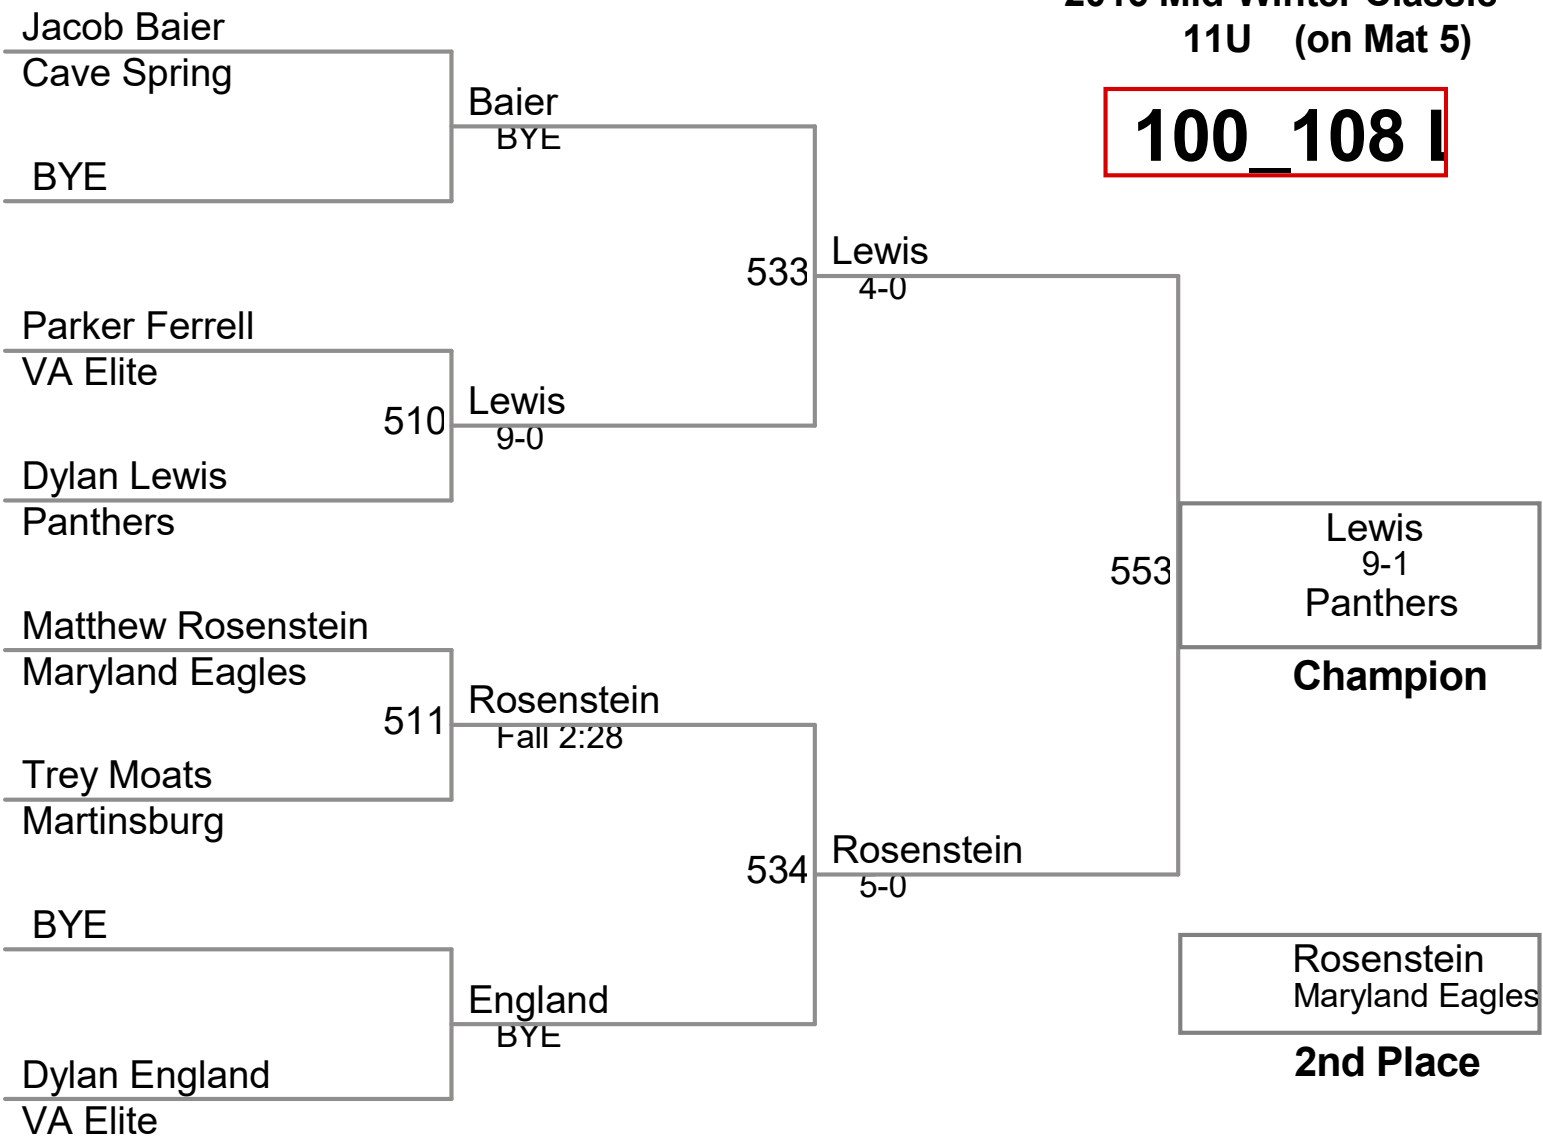 11U (on Mat 5)
100_108
Jacob Baier
Cave Spring
BYE
Baier
BYE
Parker Ferrell
VA Elite
Dylan Lewis
Panthers
510
Lewis
9-0
533
Lewis
4-0
Matthew Rosenstein
Maryland Eagles
Trey Moats
Martinsburg
511
Rosenstein
Fall 2:28
BYE
Dylan England
VA Elite
England
BYE
534
Rosenstein
5-0
553
Lewis
9-1
Panthers
Champion
Rosenstein
Maryland Eagles
2nd Place